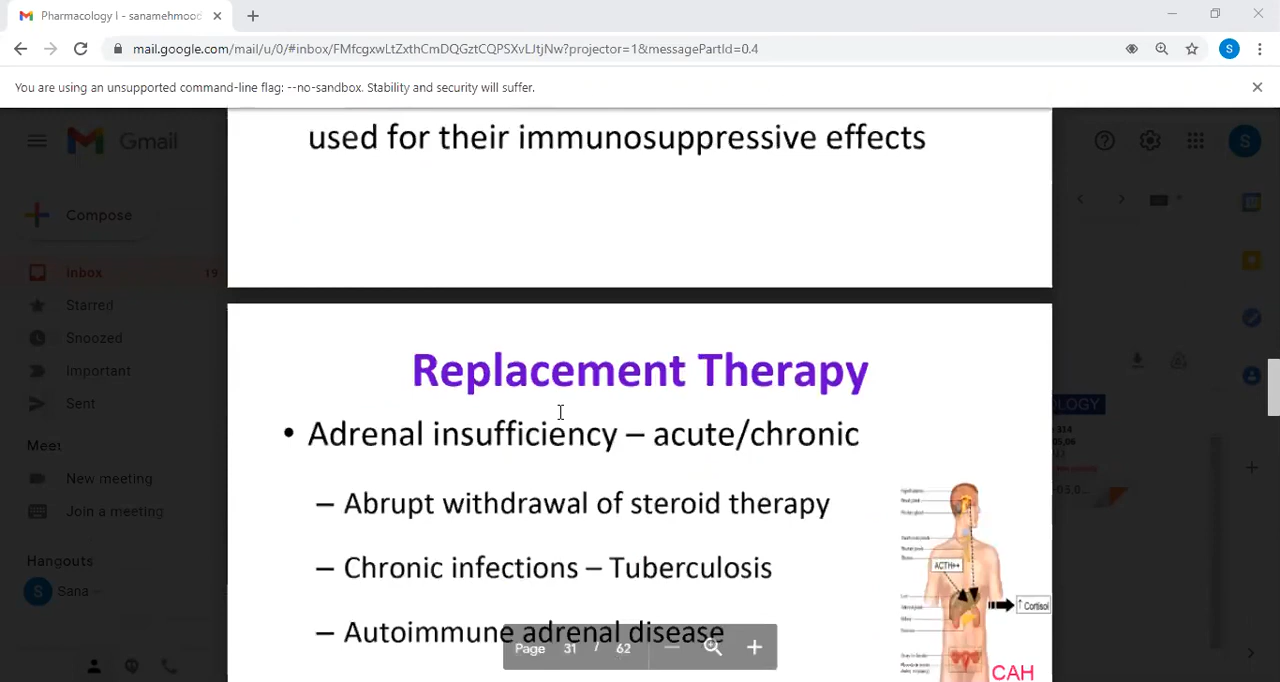 Pharmacology I - sanamehmood
mail.google.com/mail/u/0/#inbox/FMfcgxwLtZxthCmDQGztCQPSXvLJtjNw?projector=1&messagePartId=0.4
S
You are using an unsupported command-line flag: --no-sandbox. Stability and security will suffer.
used for their immunosuppressive effects
Gmail
S
Compose
Inbox 19
Starred
Snoozed
Important
Sent
Meet
New meeting
Join a meeting
Hangouts
S Sana
Replacement Therapy
• Adrenal insufficiency – acute/chronic
– Abrupt withdrawal of steroid therapy
– Chronic infections – Tuberculosis
– Autoimmune adrenal disease
ACTH++
↑ Cortisol
CAH
Page 31 / 62